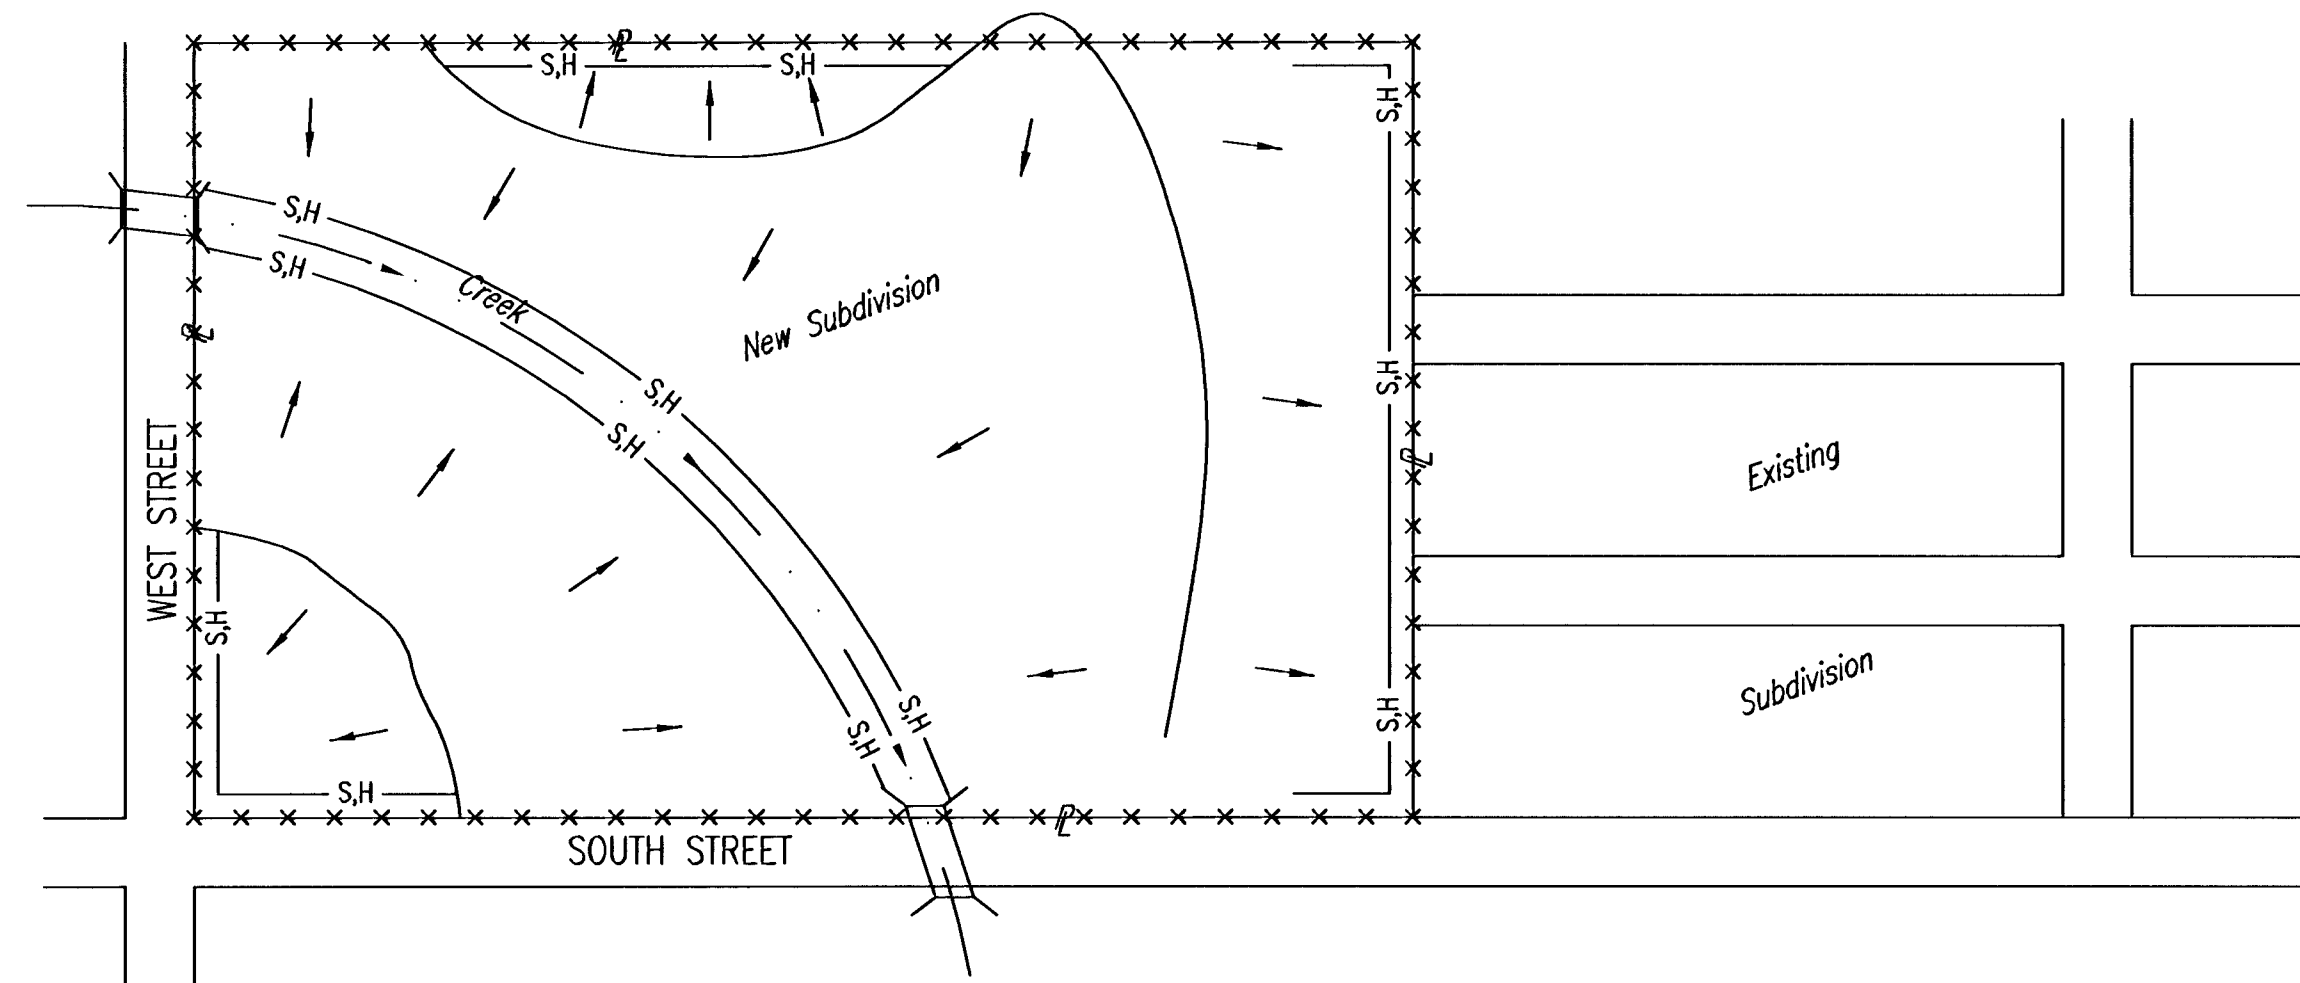 ℄
S,H
S,H
S,H
S,H
S,H
Creek
New Subdivision
℄
S,H
S,H
S,H
WEST STREET
℄
Existing
S,H
Subdivision
S,H
S,H
S,H
S,H
SOUTH STREET
℄